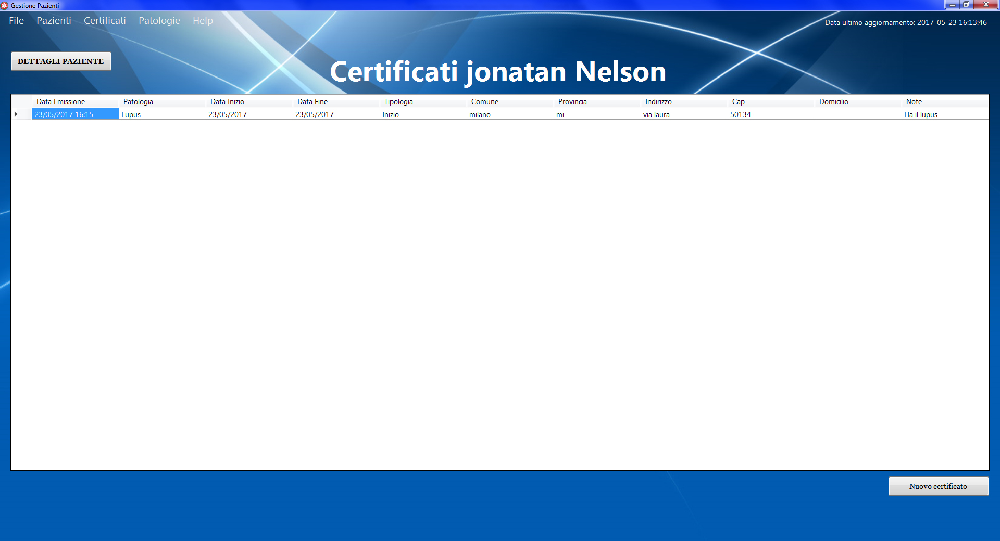 Gestione Pazienti
File Pazienti Certificati Patologie Help
Data ultimo aggiornamento: 2017-05-23 16:13:46
DETTAGLI PAZIENTE
Certificati jonatan Nelson
Data Emissione Patologia Data Inizio Data Fine Tipologia Comune Provincia Indirizzo Cap Domicilio Note
23/05/2017 16:15 Lupus 23/05/2017 23/05/2017 Inizio milano mi via laura 50134 Ha il lupus
Nuovo certificato